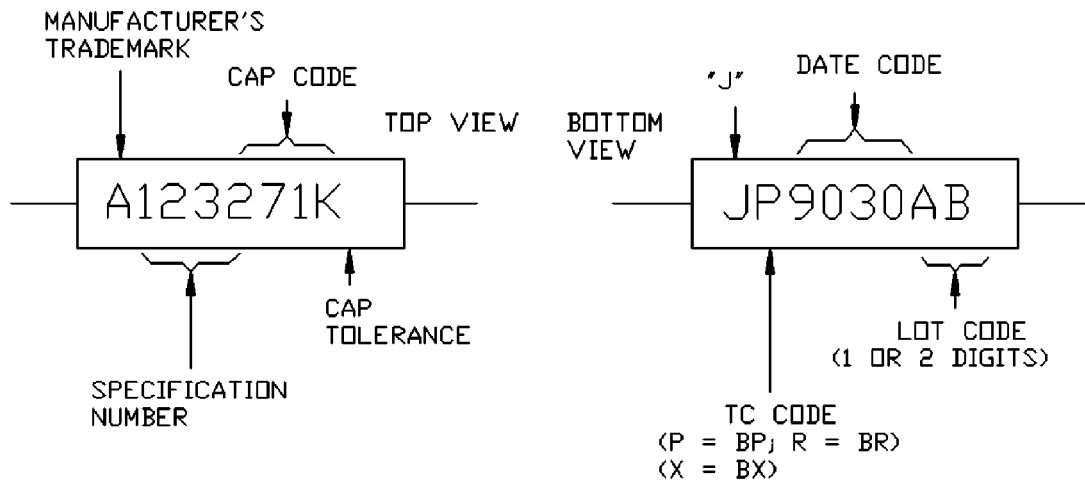 MANUFACTURER'S
TRADEMARK
CAP CODE
TOP VIEW
A123271K
CAP
TOLERANCE
SPECIFICATION
NUMBER
"J"
DATE CODE
BOTTOM
VIEW
JP9030AB
LOT CODE
(1 OR 2 DIGITS)
TC CODE
(P = BP; R = BR)
(X = BX)